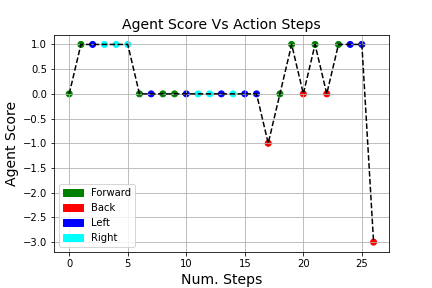 Agent Score Vs Action Steps
Agent Score
1.0
0.5
0.0
−0.5
−1.0
−1.5
−2.0
−2.5
−3.0
Forward
Back
Left
Right
0 5 10 15 20 25
Num. Steps